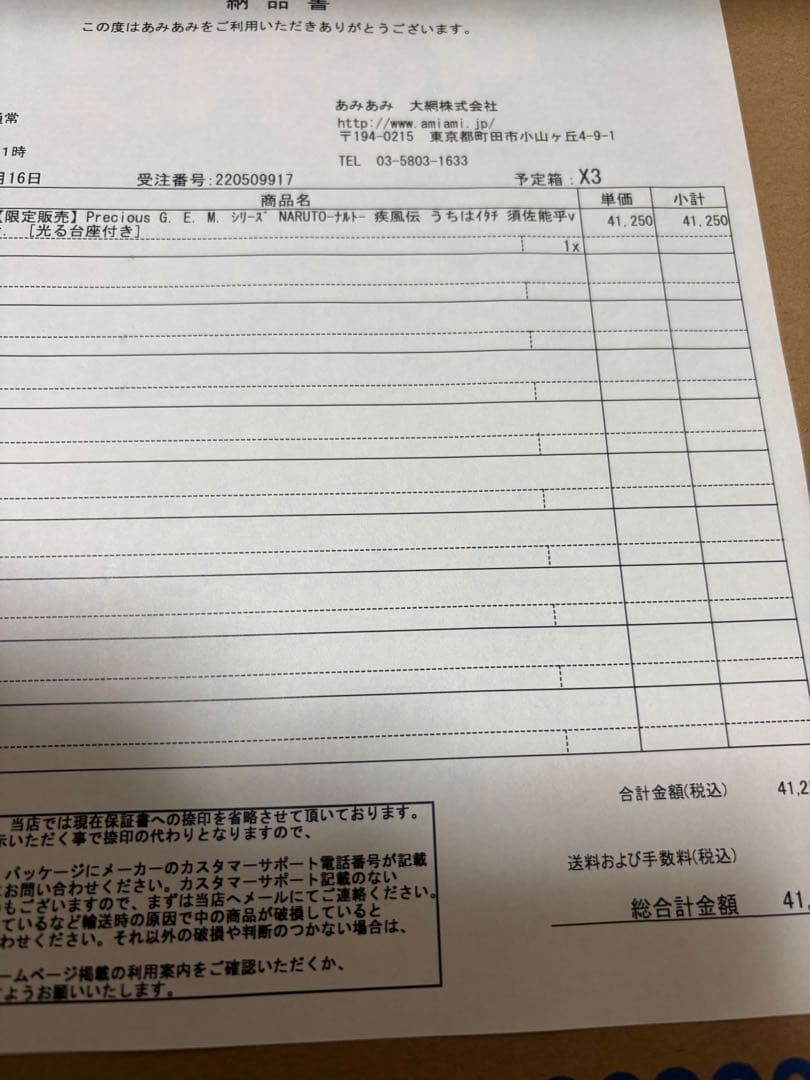 納品書
この度はあみあみをご利用いただきありがとうございます。
あみあみ 大網株式会社
http://www.amiami.jp/
〒194-0215 東京都町田市小山ヶ丘4-9-1
TEL 03-5803-1633
常
1時
月16日 受注番号:220509917 予定箱:X3
商品名 単価 小計
【限定販売】Precious G. E. M. ｼﾘｰｽﾞ NARUTO-ﾅﾙﾄ- 疾風伝 うちはｲﾀﾁ 須佐能乎v 41,250 41,250
. [光る台座付き]
1x
合計金額(税込) 41,2
当店では現在保証書への捺印を省略させて頂いております。
示いただく事で捺印の代わりとなりますので、
パッケージにメーカーのカスタマーサポート電話番号が記載
お問い合わせください。カスタマーサポート記載のない
もございますので、まずは当店へメールにてご連絡ください。
ているなど輸送時の原因で中の商品が破損していると
わせください。それ以外の破損や判断のつかない場合は、
ームページ掲載の利用案内をご確認いただくか、
ようお願いいたします。
送料および手数料(税込)
総合計金額 41,